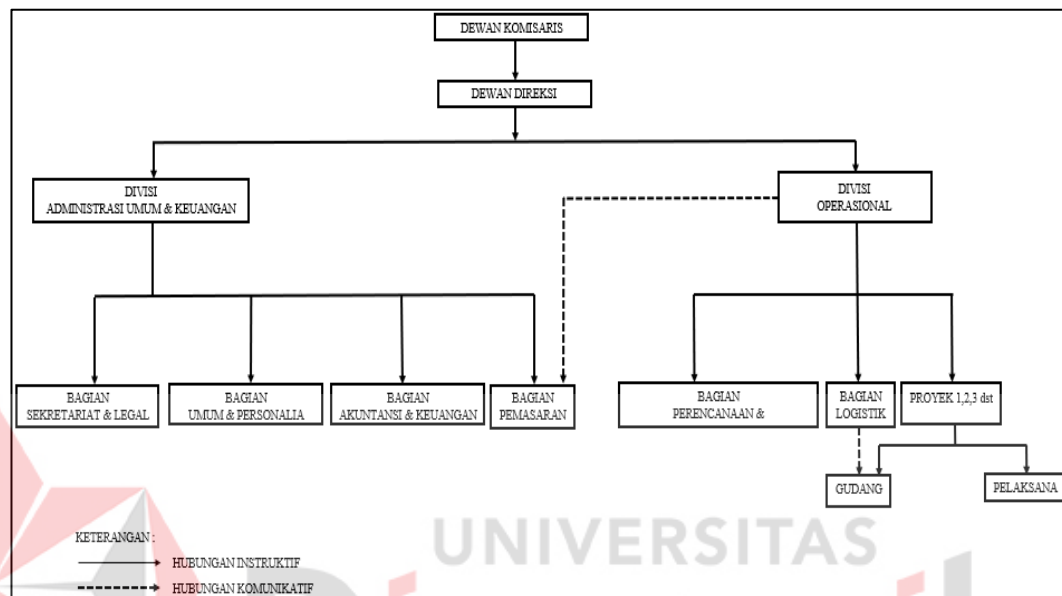 DEWAN KOMISARIS
DEWAN DIREKSI
DIVISI
ADMINISTRASI UMUM & KEUANGAN
DIVISI
OPERASIONAL
BAGIAN
SEKRETARIAT & LEGAL
BAGIAN
UMUM & PERSONALIA
BAGIAN
AKUNTANSI & KEUANGAN
BAGIAN
PEMASARAN
BAGIAN
PERENCANAAN &
BAGIAN
LOGISTIK
PROYEK 1,2,3 dst
GUDANG
PELAKSANA
KETERANGAN :
HUBUNGAN INSTRUKTIF
HUBUNGAN KOMUNIKATIF
UNIVERSITAS